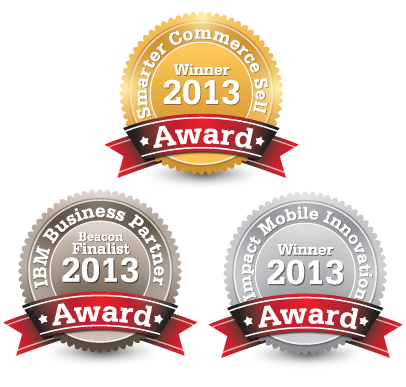 Smarter Commerce Sell
Winner
2013
Award
IBM Business Partner
Beacon
Finalist
2013
Award
Impact Mobile Innovation
Winner
2013
Award